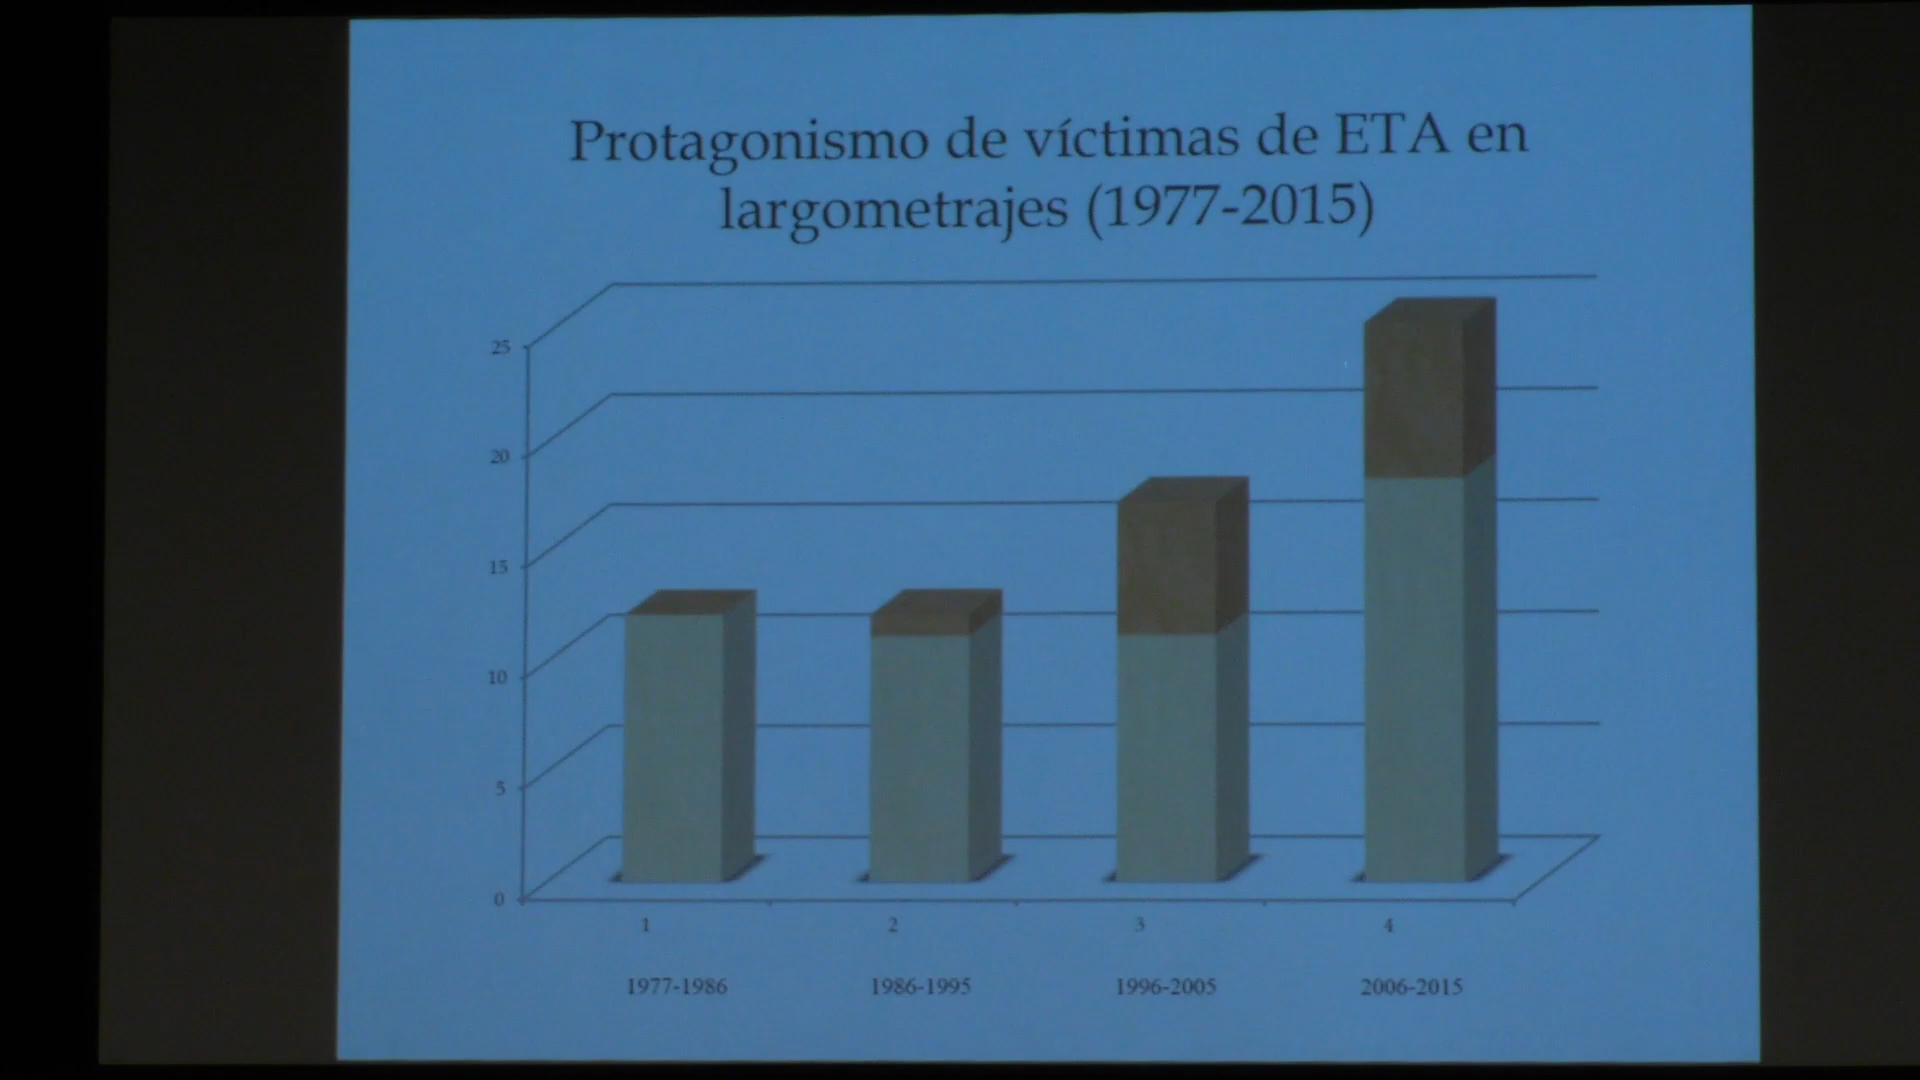 Protagonismo de víctimas de ETA en
largometrajes (1977-2015)
25
20
15
10
5
0
1 2 3 4
1977-1986 1986-1995 1996-2005 2006-2015